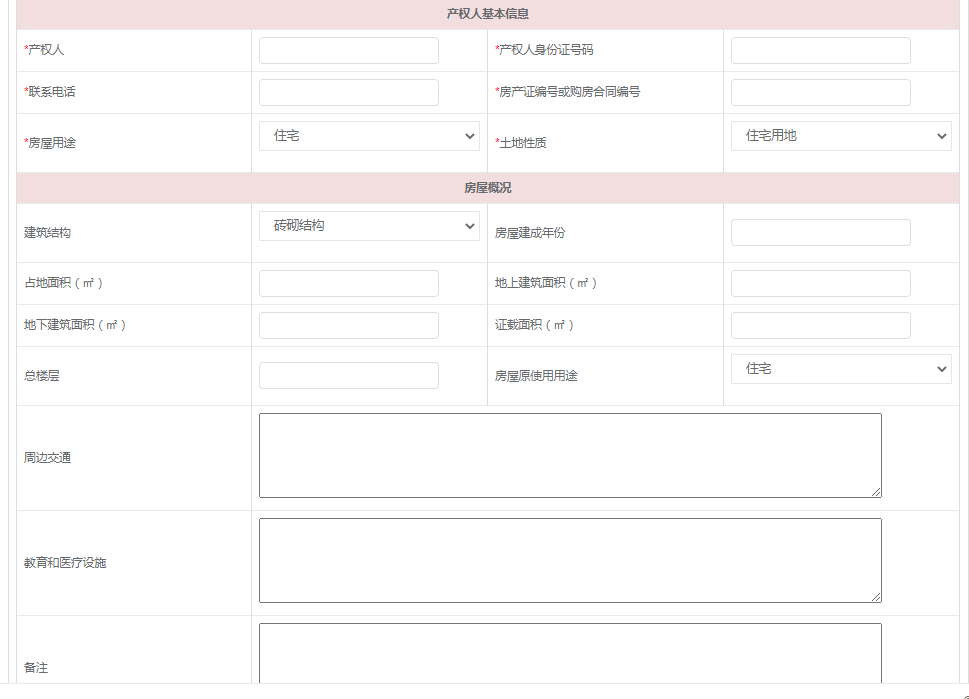 产权人基本信息
*产权人 *产权人身份证号码
*联系电话 *房产证编号或购房合同编号
*房屋用途 住宅 *土地性质 住宅用地
房屋概况
建筑结构 砖砌结构 房屋建成年份
占地面积（㎡） 地上建筑面积（㎡）
地下建筑面积（㎡） 证载面积（㎡）
总楼层 房屋原使用用途 住宅
周边交通
教育和医疗设施
备注